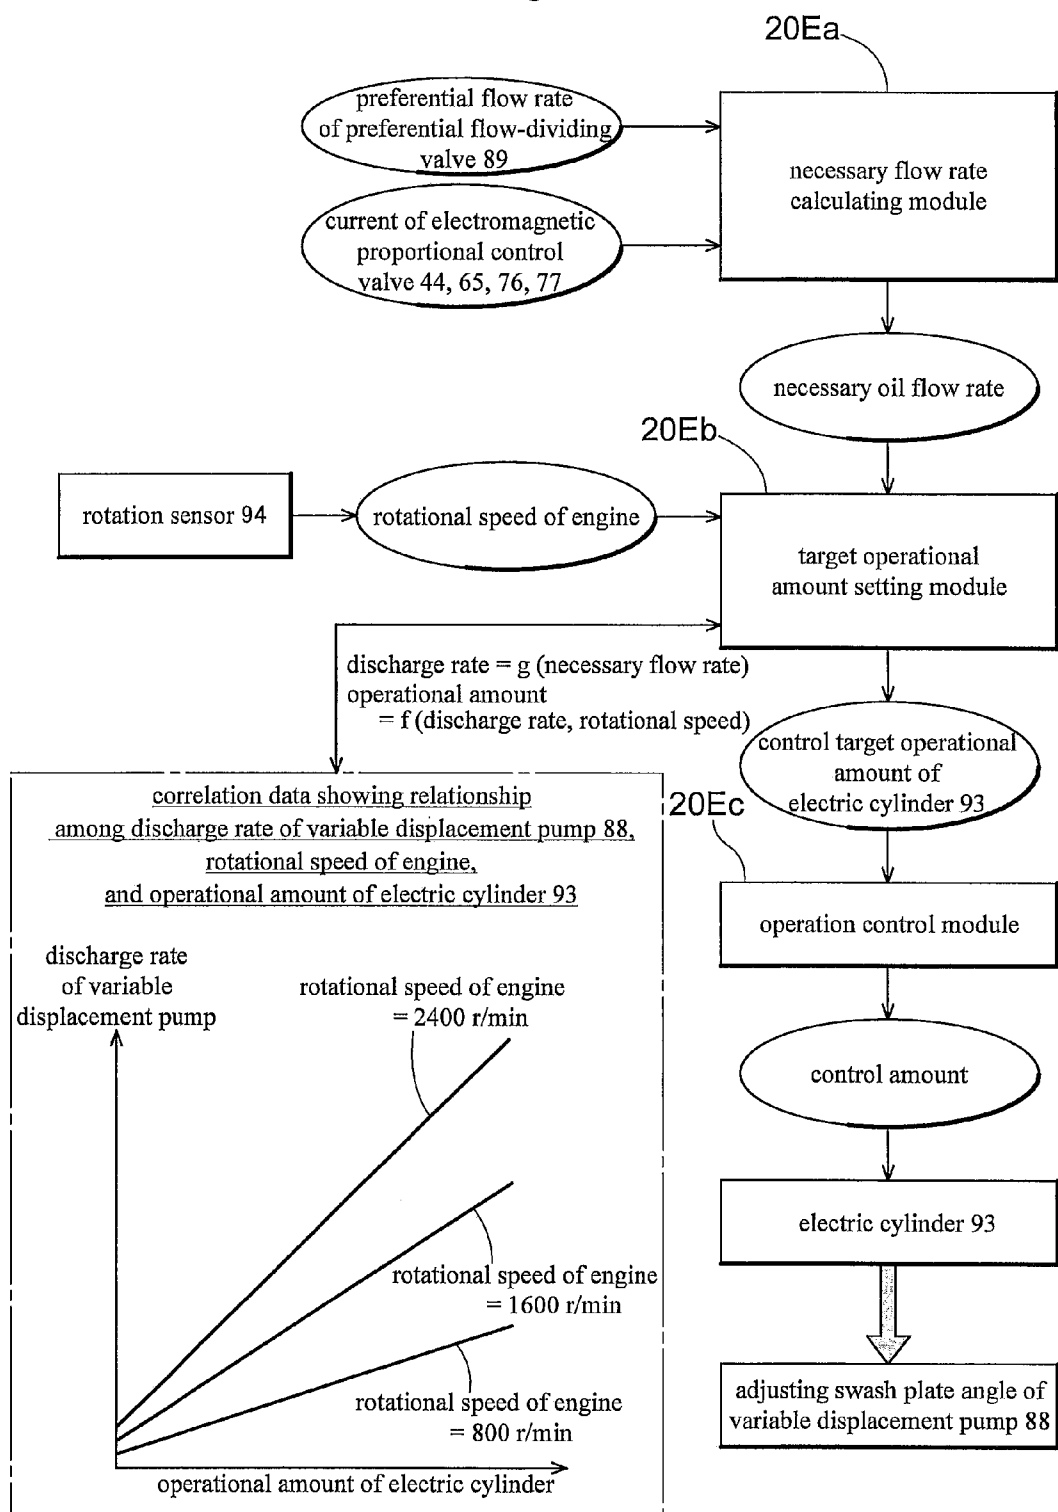 20Ea
preferential flow rate
of preferential flow-dividing
valve 89
necessary flow rate
calculating module
current of electromagnetic
proportional control
valve 44, 65, 76, 77
necessary oil flow rate
20Eb
rotation sensor 94
rotational speed of engine
target operational
amount setting module
discharge rate = g (necessary flow rate)
operational amount
= f (discharge rate, rotational speed)
control target operational
amount of
electric cylinder 93
20Ec
correlation data showing relationship
among discharge rate of variable displacement pump 88,
rotational speed of engine,
and operational amount of electric cylinder 93
operation control module
discharge rate
of variable
displacement pump
rotational speed of engine
= 2400 r/min
control amount
electric cylinder 93
rotational speed of engine
= 1600 r/min
rotational speed of engine
= 800 r/min
adjusting swash plate angle of
variable displacement pump 88
operational amount of electric cylinder